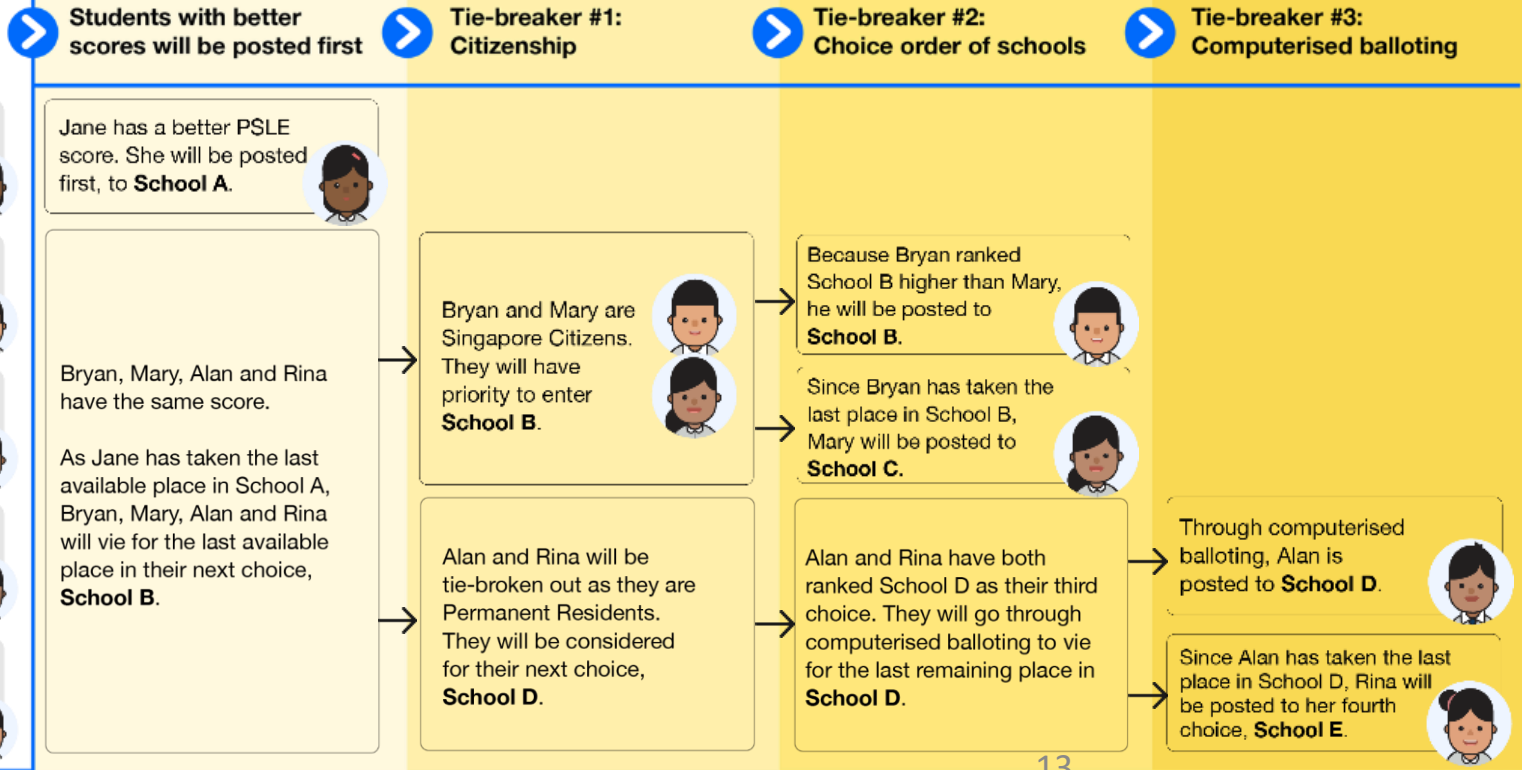 Students with better
scores will be posted first
Tie-breaker #1:
Citizenship
Tie-breaker #2:
Choice order of schools
Tie-breaker #3:
Computerised balloting
Jane has a better PSLE
score. She will be posted
first, to School A.
Bryan, Mary, Alan and Rina
have the same score.
As Jane has taken the last
available place in School A,
Bryan, Mary, Alan and Rina
will vie for the last available
place in their next choice,
School B.
Bryan and Mary are
Singapore Citizens.
They will have
priority to enter
School B.
Alan and Rina will be
tie-broken out as they are
Permanent Residents.
They will be considered
for their next choice,
School D.
Because Bryan ranked
School B higher than Mary,
he will be posted to
School B.
Since Bryan has taken the
last place in School B,
Mary will be posted to
School C.
Alan and Rina have both
ranked School D as their third
choice. They will go through
computerised balloting to vie
for the last remaining place in
School D.
Through computerised
balloting, Alan is
posted to School D.
Since Alan has taken the last
place in School D, Rina will
be posted to her fourth
choice, School E.
13